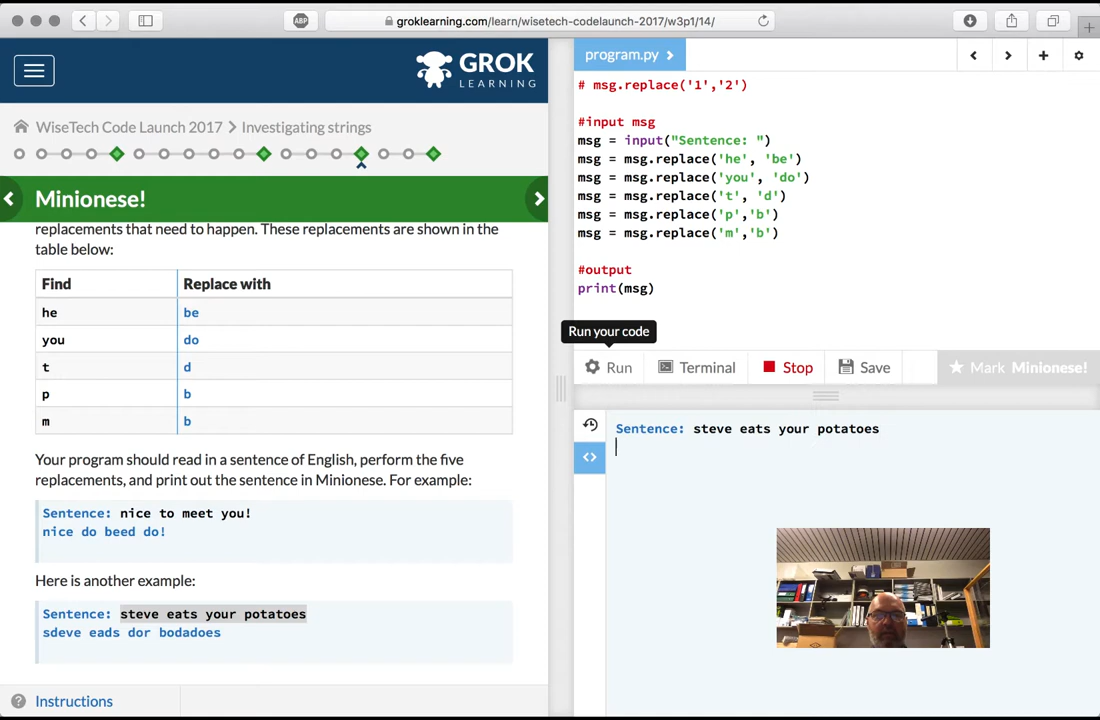 ABP
groklearning.com/learn/wisetech-codelaunch-2017/w3p1/14/
GROK
LEARNING
WiseTech Code Launch 2017
Investigating strings
Minionese!
replacements that need to happen. These replacements are shown in the
table below:
Find Replace with
he be
you do
t d
p b
m b
Your program should read in a sentence of English, perform the five
replacements, and print out the sentence in Minionese. For example:
Sentence: nice to meet you!
nice do beed do!
Here is another example:
Sentence: steve eats your potatoes
sdeve eads dor bodadoes
? Instructions
program.py
# msg.replace('1','2')
#input msg
msg = input("Sentence: ")
msg = msg.replace('he', 'be')
msg = msg.replace('you', 'do')
msg = msg.replace('t', 'd')
msg = msg.replace('p','b')
msg = msg.replace('m','b')
#output
print(msg)
Run your code
Run Terminal Stop Save Mark Minionese!
Sentence: steve eats your potatoes